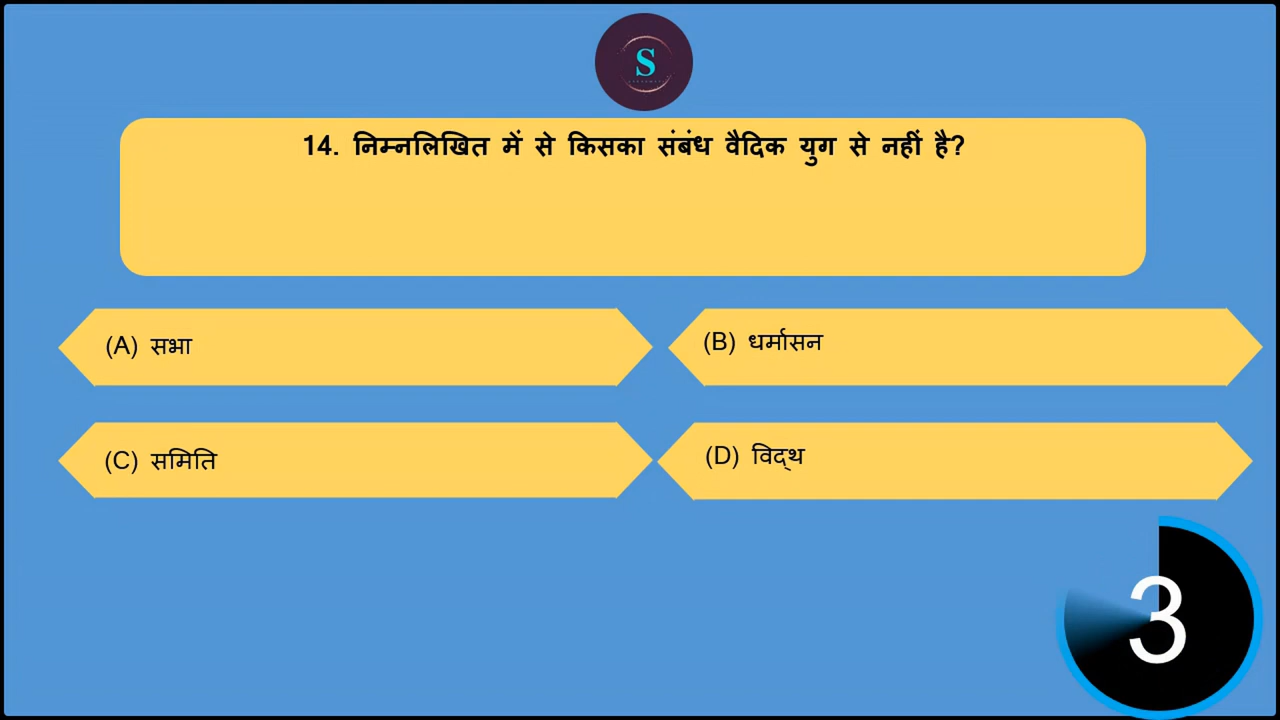 S
14. निम्नलिखित में से किसका संबंध वैदिक युग से नहीं है?
(A) सभा
(B) धर्मासन
(C) समिति
(D) विद्थ
3